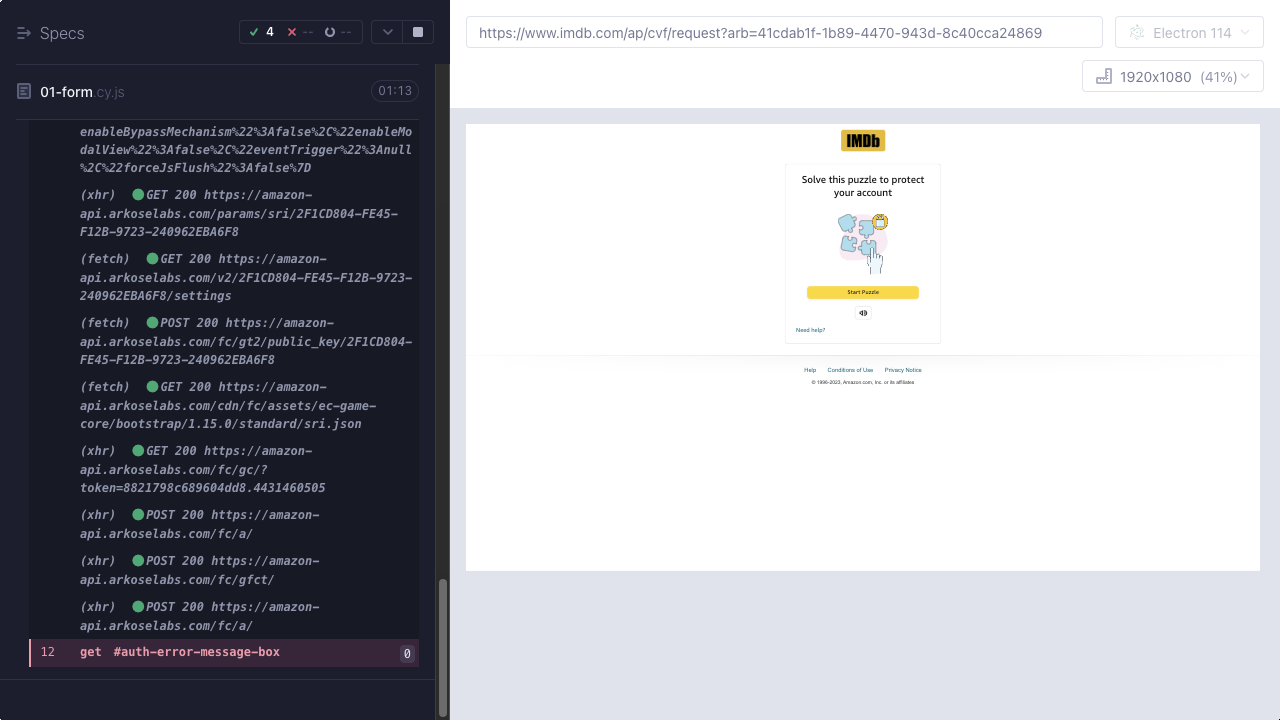 Specs
4
--
--
01-form.cy.js
01:13
enableBypassMechanism%22%3Afalse%2C%22enableMo
dalView%22%3Afalse%2C%22eventTrigger%22%3Anull
%2C%22forceJsFlush%22%3Afalse%7D
(xhr) GET 200 https://amazon-
api.arkoselabs.com/params/sri/2F1CD804-FE45-
F12B-9723-240962EBA6F8
(fetch) GET 200 https://amazon-
api.arkoselabs.com/v2/2F1CD804-FE45-F12B-9723-
240962EBA6F8/settings
(fetch) POST 200 https://amazon-
api.arkoselabs.com/fc/gt2/public_key/2F1CD804-
FE45-F12B-9723-240962EBA6F8
(fetch) GET 200 https://amazon-
api.arkoselabs.com/cdn/fc/assets/ec-game-
core/bootstrap/1.15.0/standard/sri.json
(xhr) GET 200 https://amazon-
api.arkoselabs.com/fc/gc/?
token=8821798c689604dd8.4431460505
(xhr) POST 200 https://amazon-
api.arkoselabs.com/fc/a/
(xhr) POST 200 https://amazon-
api.arkoselabs.com/fc/gfct/
(xhr) POST 200 https://amazon-
api.arkoselabs.com/fc/a/
12 get #auth-error-message-box 0
https://www.imdb.com/ap/cvf/request?arb=41cdab1f-1b89-4470-943d-8c40cca24869
Electron 114
1920x1080 (41%)
IMDb
Solve this puzzle to protect
your account
Start Puzzle
Need help?
Help Conditions of Use Privacy Notice
© 1996-2023, Amazon.com, Inc. or its affiliates